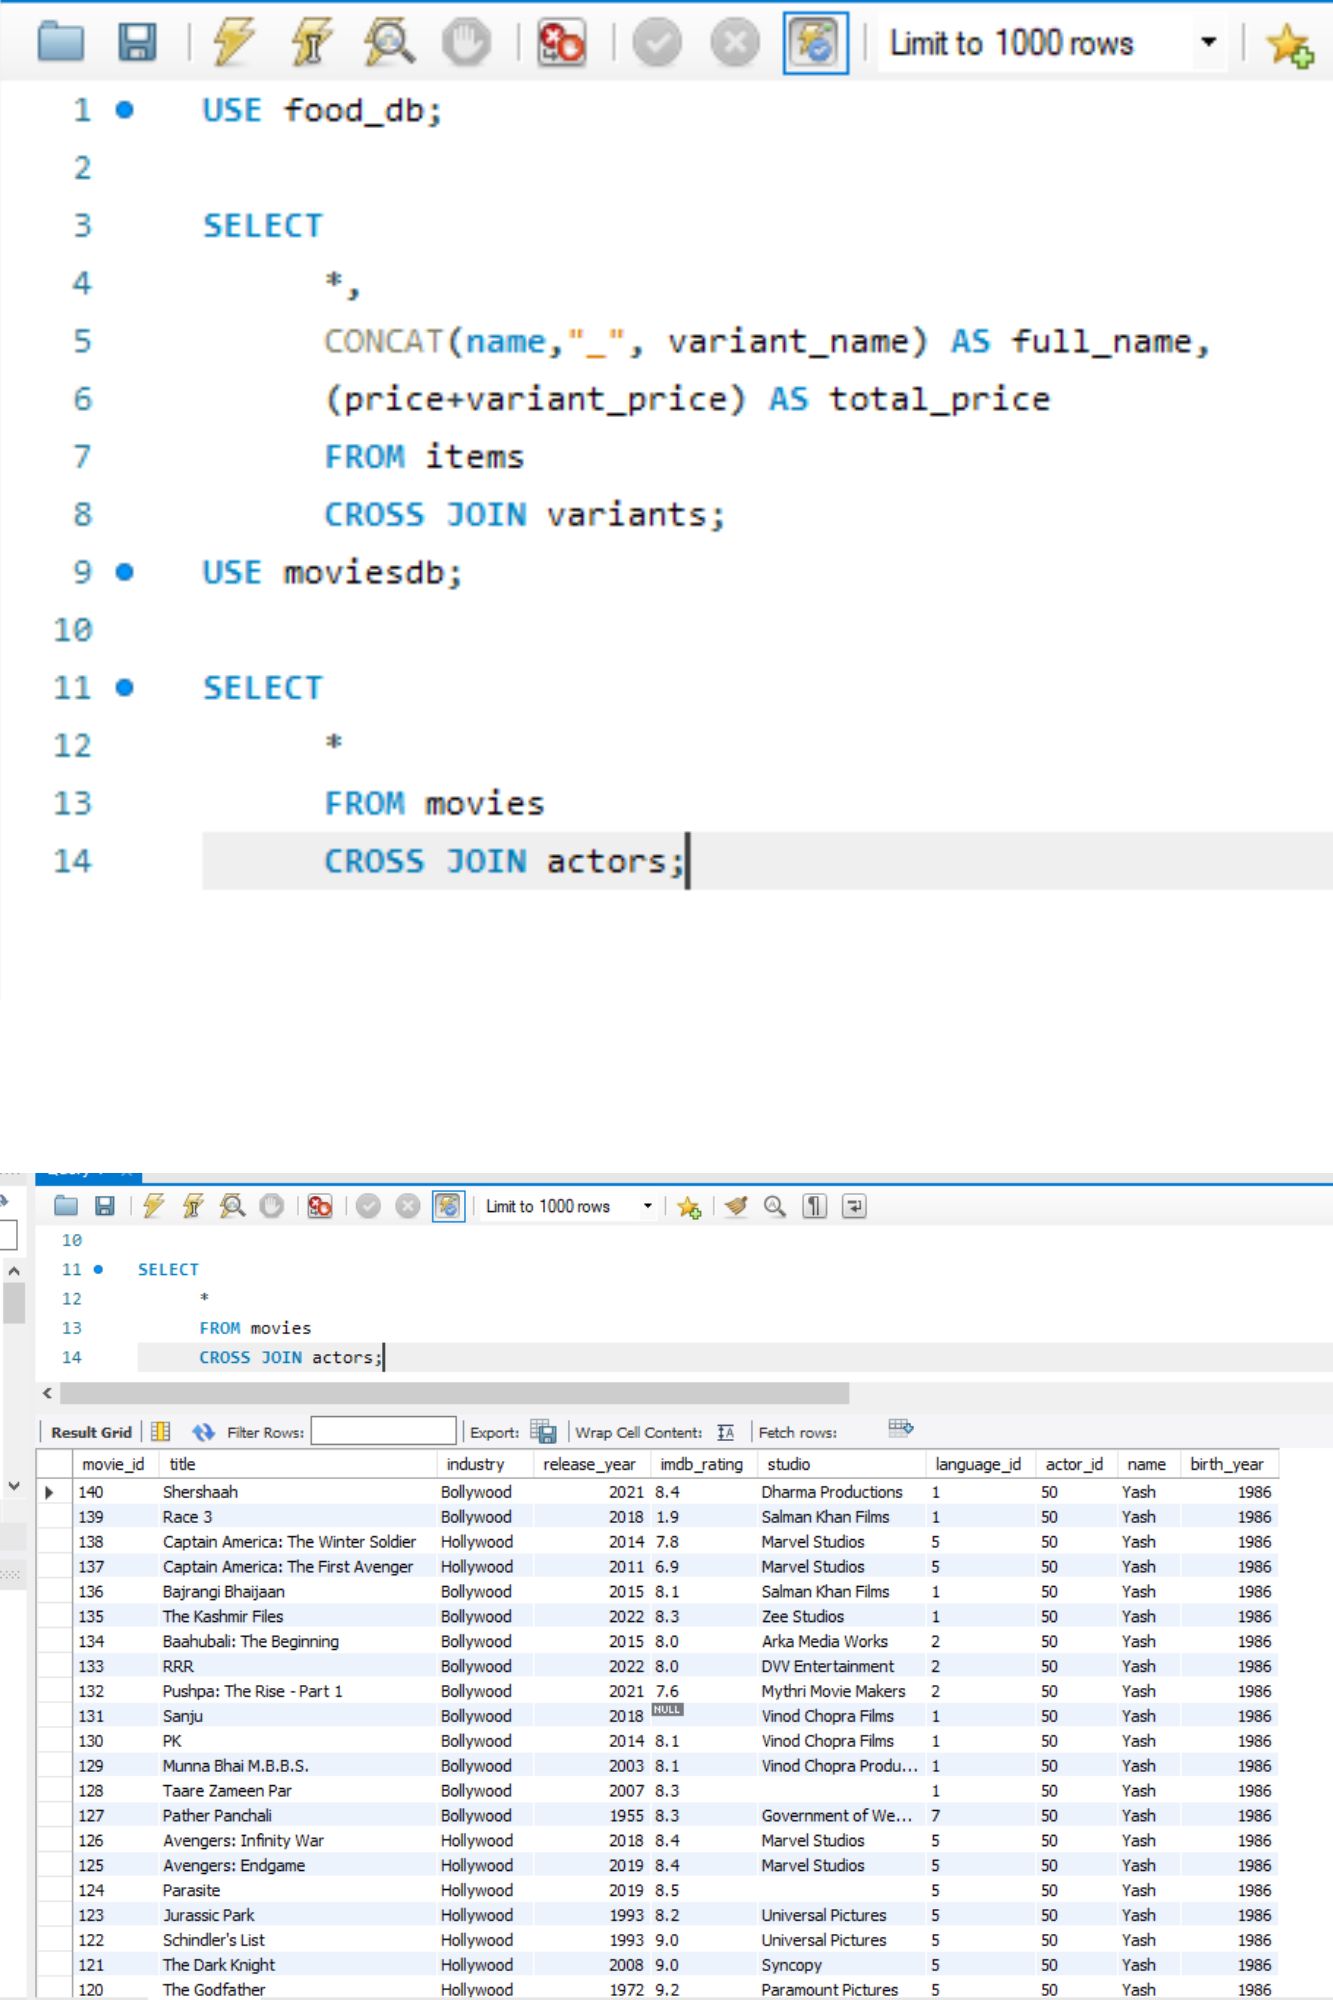 Limit to 1000 rows
1 USE food_db;
2
3 SELECT
4 *,
5 CONCAT(name,"_", variant_name) AS full_name,
6 (price+variant_price) AS total_price
7 FROM items
8 CROSS JOIN variants;
9 USE moviesdb;
10
11 SELECT
12 *
13 FROM movies
14 CROSS JOIN actors;
Limit to 1000 rows
10
11 SELECT
12 *
13 FROM movies
14 CROSS JOIN actors;
Result Grid Filter Rows: Export: Wrap Cell Content: Fetch rows:
movie_id title industry release_year imdb_rating studio language_id actor_id name birth_year
140 Shershaah Bollywood 2021 8.4 Dharma Productions 1 50 Yash 1986
139 Race 3 Bollywood 2018 1.9 Salman Khan Films 1 50 Yash 1986
138 Captain America: The Winter Soldier Hollywood 2014 7.8 Marvel Studios 5 50 Yash 1986
137 Captain America: The First Avenger Hollywood 2011 6.9 Marvel Studios 5 50 Yash 1986
136 Bajrangi Bhaijaan Bollywood 2015 8.1 Salman Khan Films 1 50 Yash 1986
135 The Kashmir Files Bollywood 2022 8.3 Zee Studios 1 50 Yash 1986
134 Baahubali: The Beginning Bollywood 2015 8.0 Arka Media Works 2 50 Yash 1986
133 RRR Bollywood 2022 8.0 DVV Entertainment 2 50 Yash 1986
132 Pushpa: The Rise - Part 1 Bollywood 2021 7.6 Mythri Movie Makers 2 50 Yash 1986
131 Sanju Bollywood 2018 NULL Vinod Chopra Films 1 50 Yash 1986
130 PK Bollywood 2014 8.1 Vinod Chopra Films 1 50 Yash 1986
129 Munna Bhai M.B.B.S. Bollywood 2003 8.1 Vinod Chopra Produ... 1 50 Yash 1986
128 Taare Zameen Par Bollywood 2007 8.3 1 50 Yash 1986
127 Pather Panchali Bollywood 1955 8.3 Government of We... 7 50 Yash 1986
126 Avengers: Infinity War Hollywood 2018 8.4 Marvel Studios 5 50 Yash 1986
125 Avengers: Endgame Hollywood 2019 8.4 Marvel Studios 5 50 Yash 1986
124 Parasite Hollywood 2019 8.5 5 50 Yash 1986
123 Jurassic Park Hollywood 1993 8.2 Universal Pictures 5 50 Yash 1986
122 Schindler's List Hollywood 1993 9.0 Universal Pictures 5 50 Yash 1986
121 The Dark Knight Hollywood 2008 9.0 Syncopy 5 50 Yash 1986
120 The Godfather Hollywood 1972 9.2 Paramount Pictures 5 50 Yash 1986